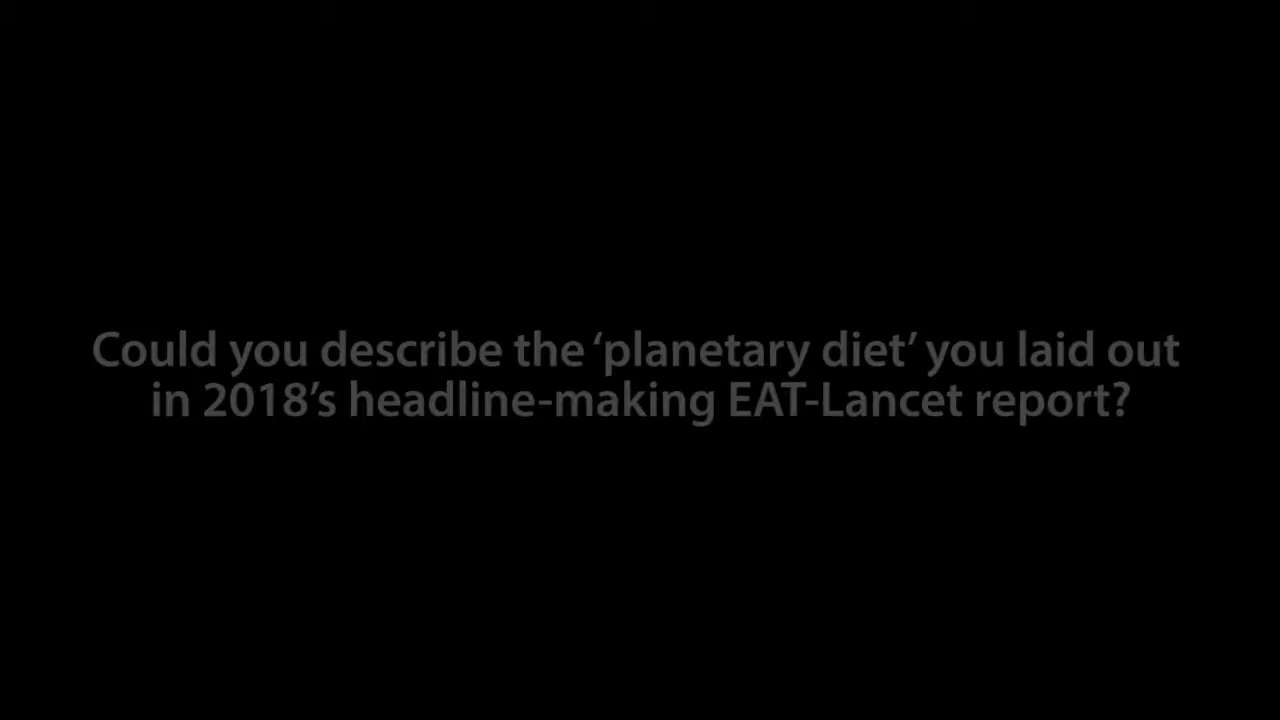 Could you describe the ‘planetary diet’ you laid out
in 2018’s headline-making EAT-Lancet report?